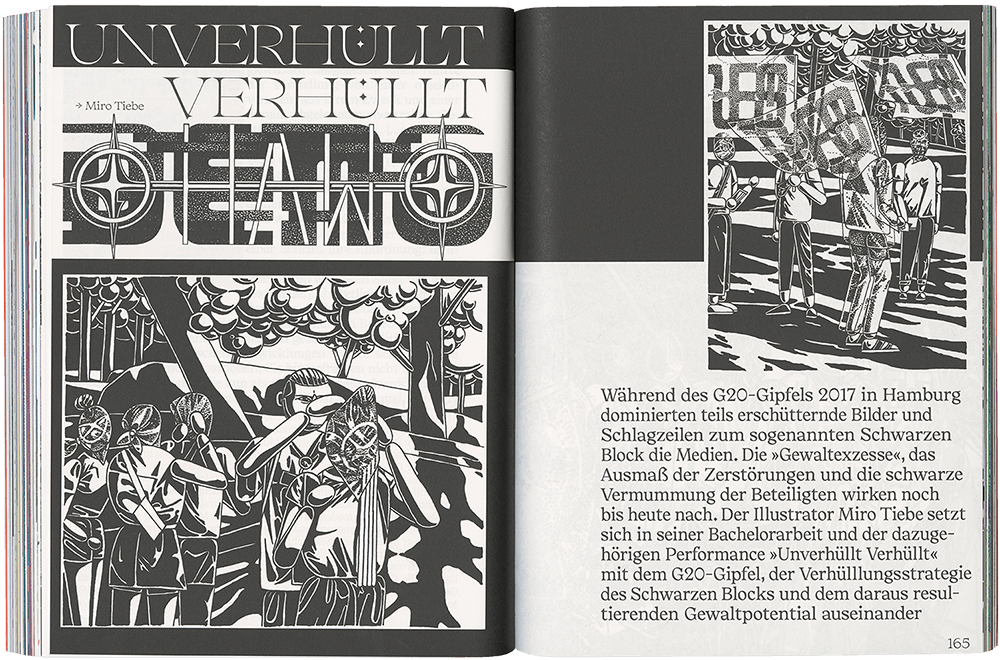 UNVERHÜLLT
VERHÜLLT
→ Miro Tiebe
DEMO
Während des G20-Gipfels 2017 in Hamburg
dominierten teils erschütternde Bilder und
Schlagzeilen zum sogenannten Schwarzen
Block die Medien. Die »Gewaltexzesse«, das
Ausmaß der Zerstörungen und die schwarze
Vermummung der Beteiligten wirken noch
bis heute nach. Der Illustrator Miro Tiebe setzt
sich in seiner Bachelorarbeit und der dazuge-
hörigen Performance »Unverhüllt Verhüllt«
mit dem G20-Gipfel, der Verhülllungsstrategie
des Schwarzen Blocks und dem daraus resul-
tierenden Gewaltpotential auseinander
165